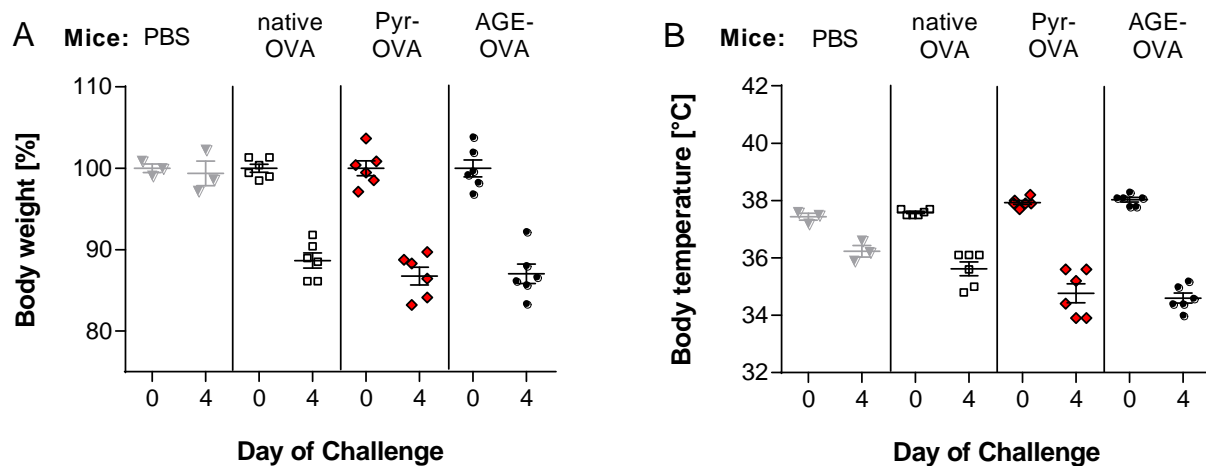 A Mice: PBS native OVA Pyr- OVA AGE- OVA
Body weight [%]
110
100
90
80
0 4 0 4 0 4 0 4
Day of Challenge
B Mice: PBS native OVA Pyr- OVA AGE- OVA
Body temperature [°C]
42
40
38
36
34
32
0 4 0 4 0 4 0 4
Day of Challenge